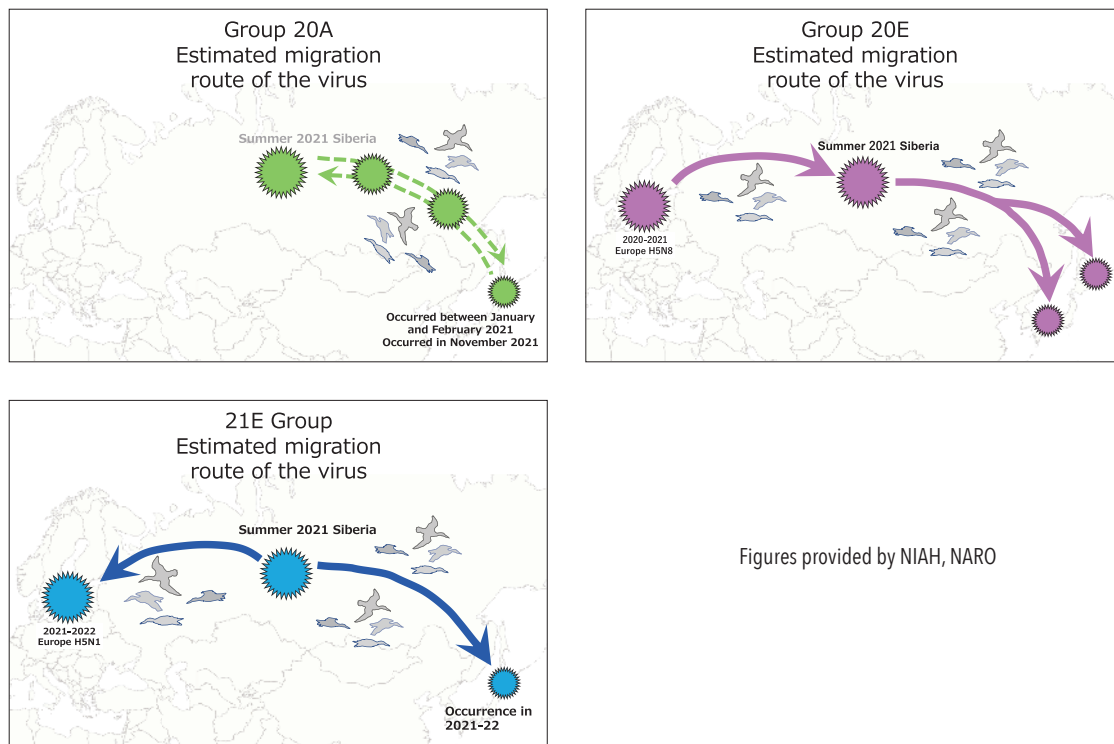 Group 20A
Estimated migration
route of the virus
Summer 2021 Siberia
Occurred between January
and February 2021
Occurred in November 2021
Group 20E
Estimated migration
route of the virus
Summer 2021 Siberia
2020-2021
Europe H5N8
21E Group
Estimated migration
route of the virus
Summer 2021 Siberia
2021-2022
Europe H5N1
Occurrence in
2021-22
Figures provided by NIAH, NARO